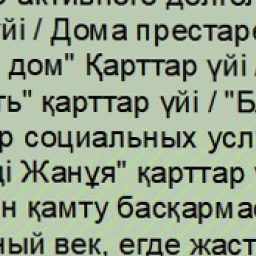 активного долгол
үйі / Дома престаре
дом" Қарттар үйі /
ть" қарттар үйі / "Б
р социальных усл
ді Жанұя" қарттар ү
н қамту басқармас
ный век, егде жаст